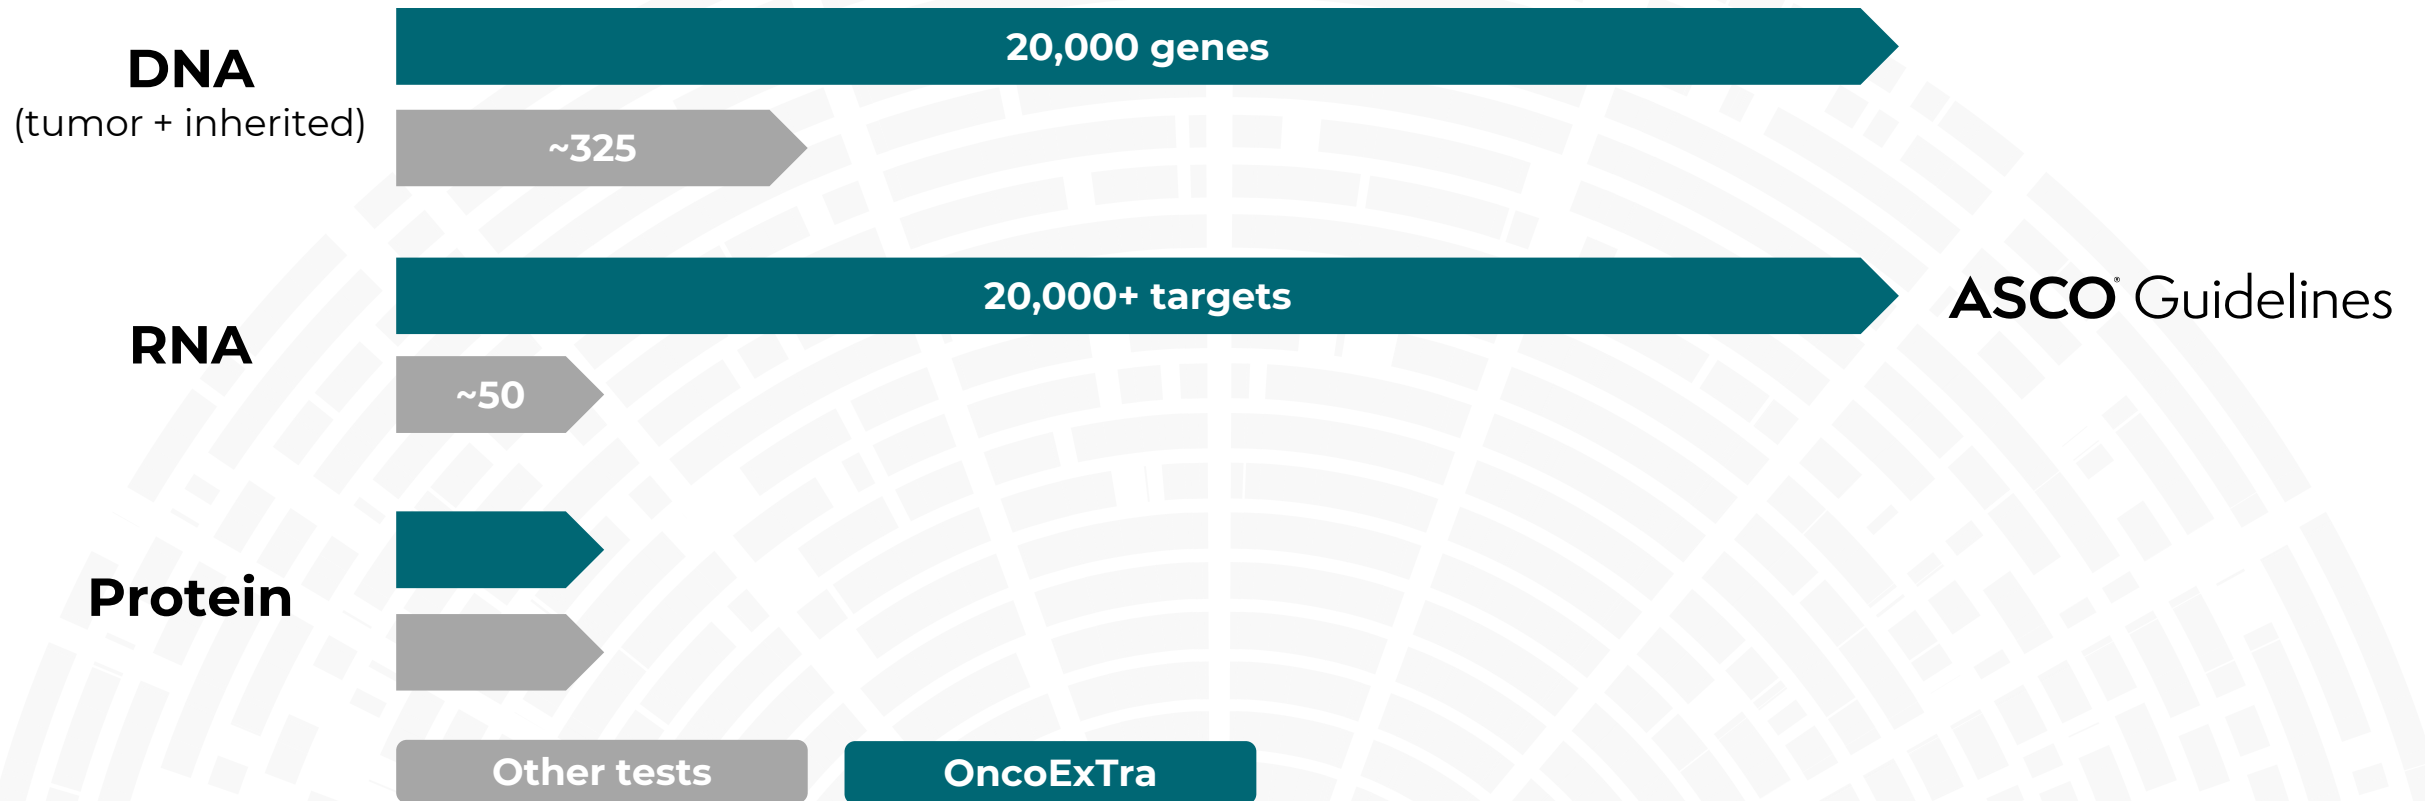 DNA
(tumor + inherited)
20,000 genes
~325
RNA
20,000+ targets
~50
ASCO® Guidelines
Protein
Other tests
OncoExTra